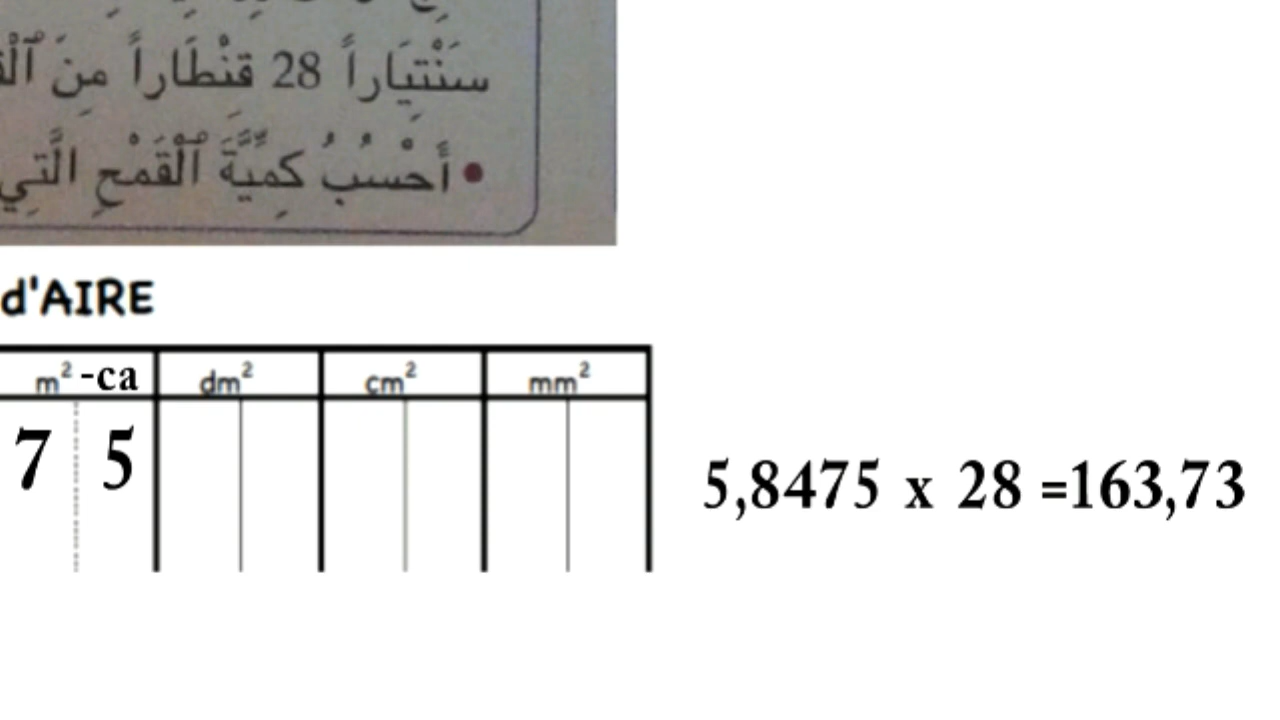 سَنْتِيَاراً 28 قِنْطَاراً مِنَ
• أَحْسُبُ كَمِّيَّةَ ٱلْقَمْحِ الَّتِي
d'AIRE
m² -ca dm² cm² mm²
7 5
5,8475 x 28 =163,73